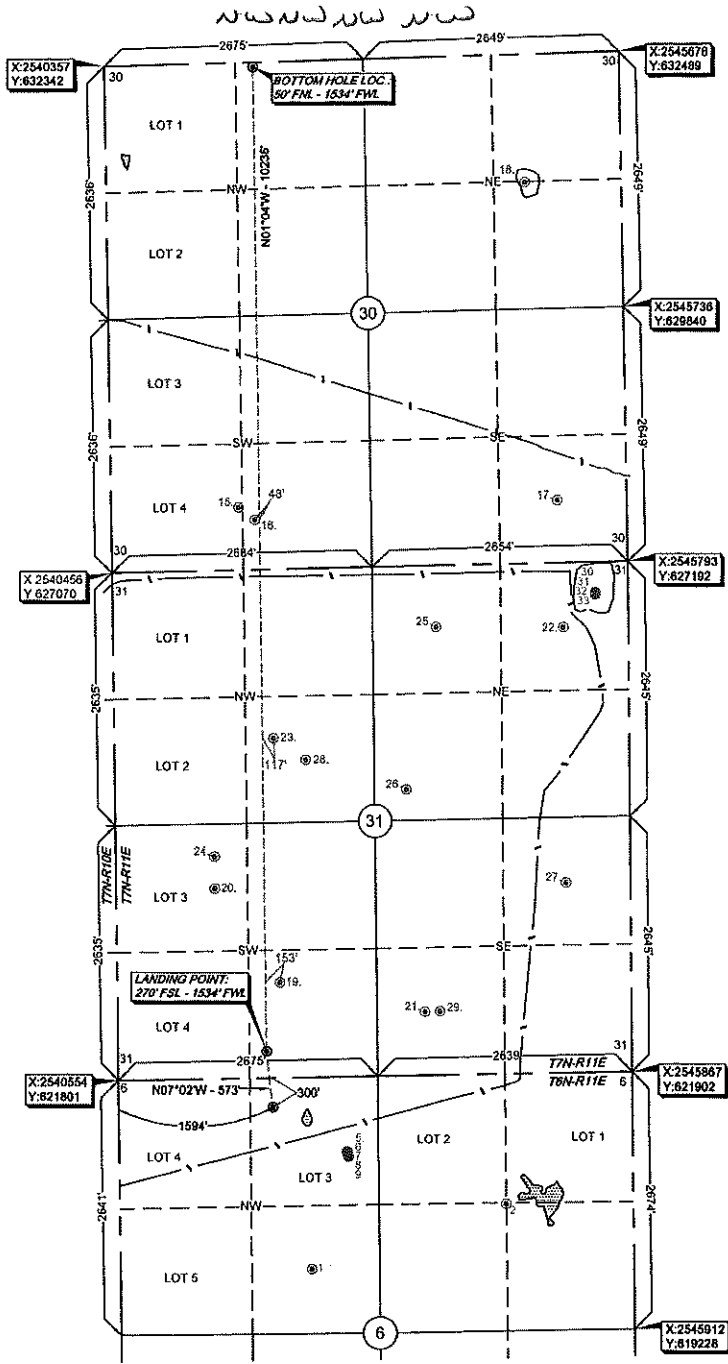 NW NW NW NW
2675' 2649'
X:2540357
Y:632342
X:2545678
Y:632489
30 30
BOTTOM HOLE LOC.:
50' FNL - 1534' FWL
LOT 1
N01°04'W - 10236'
2636' 2649'
NW NE 18.
LOT 2
30
X:2545736
Y:629840
LOT 3
2636' 2649'
SW SE
LOT 4 15. 48' 16. 17.
30 2684' 2654' 30
X 2540456
Y 627070
X:2545793
Y:627192
31 31
30
31
32
33
LOT 1 25. 22.
2635' 2645'
NW NE
23.
LOT 2 117' 28.
26.
31
T7N-R10E
T7N-R11E
24.
LOT 3 20. 27.
2635' 2645'
SW SE
153'
19.
LANDING POINT:
270' FSL - 1534' FWL
LOT 4 21. 29.
31 2675' 2639 31
T7N-R11E
T6N-R11E
X:2540554
Y:621801
X:2545867
Y:621902
6 6
N07°02'W - 573' 300'
1594'
LOT 4 LOT 3 LOT 2 LOT 1
2641' 2674'
NW 2
LOT 5 1
6
X:2545912
Y:619228